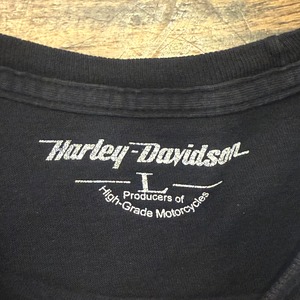 Harley-Davidson
L
Producers of
High-Grade Motorcycles